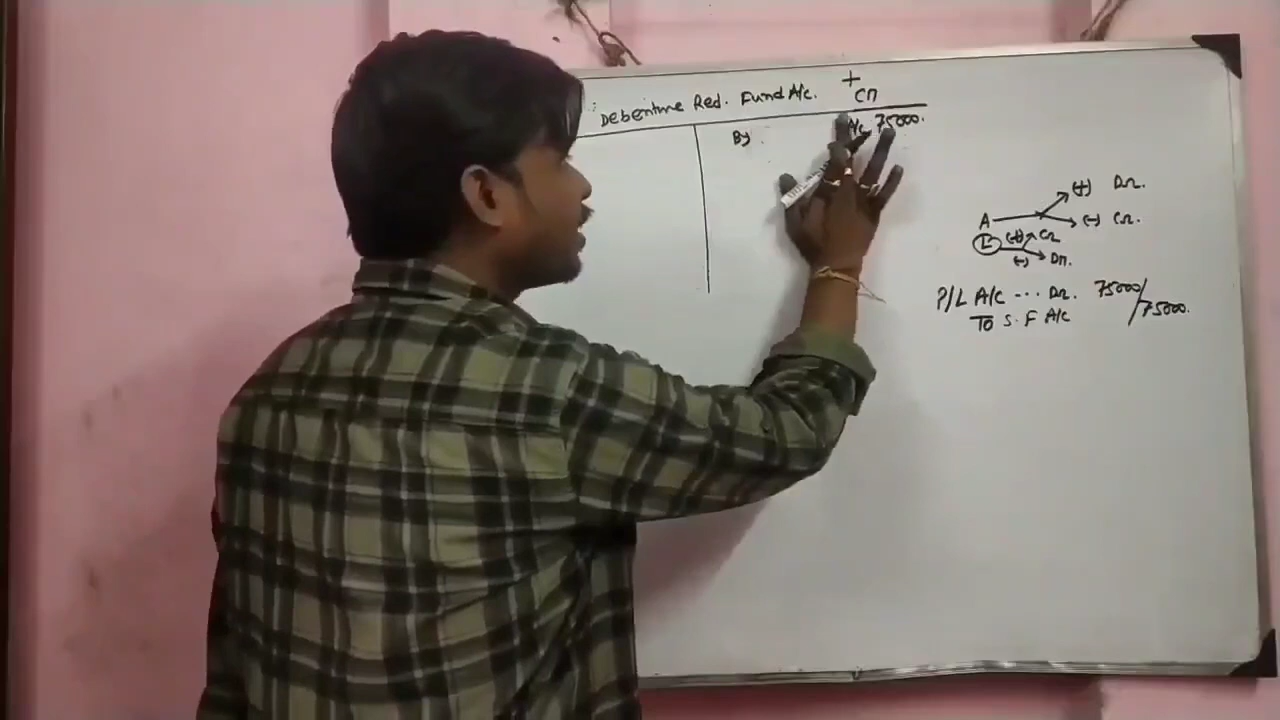 Debenture Red. Fund A/c.
+
Cr
By
A/c 75000.
A (+) Dr.
(-) Cr.
L (+) Cr
(-) Dr.
P/L A/c ... Dr. 75000/
To S.F A/c 75000.